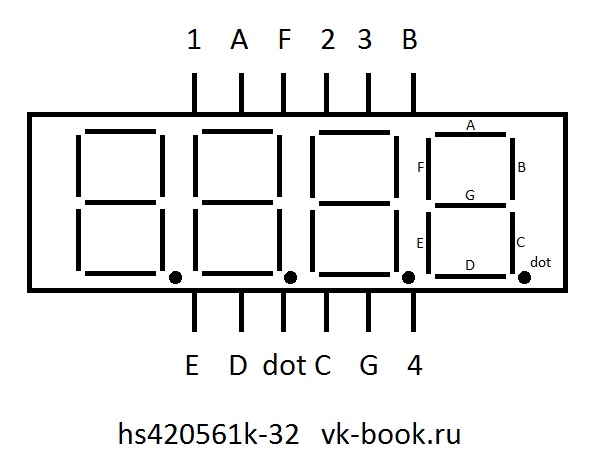 1 A F 2 3 B
A
F B
G
E C
D dot
E D dot C G 4
hs420561k-32 vk-book.ru